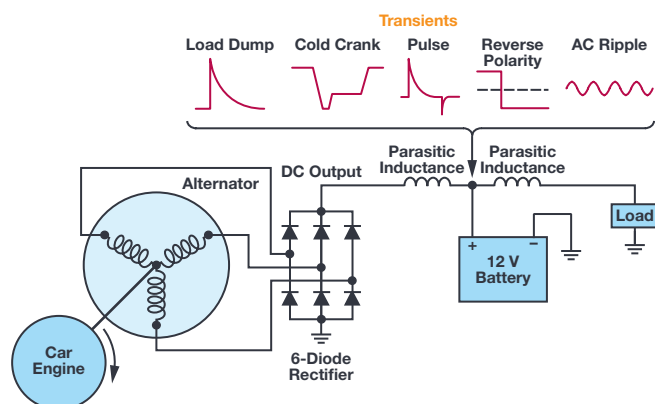 Transients
Load Dump
Cold Crank
Pulse
Reverse
Polarity
AC Ripple
Parasitic
Inductance
Parasitic
Inductance
DC Output
Alternator
Load
+
−
12 V
Battery
Car
Engine
6-Diode
Rectifier